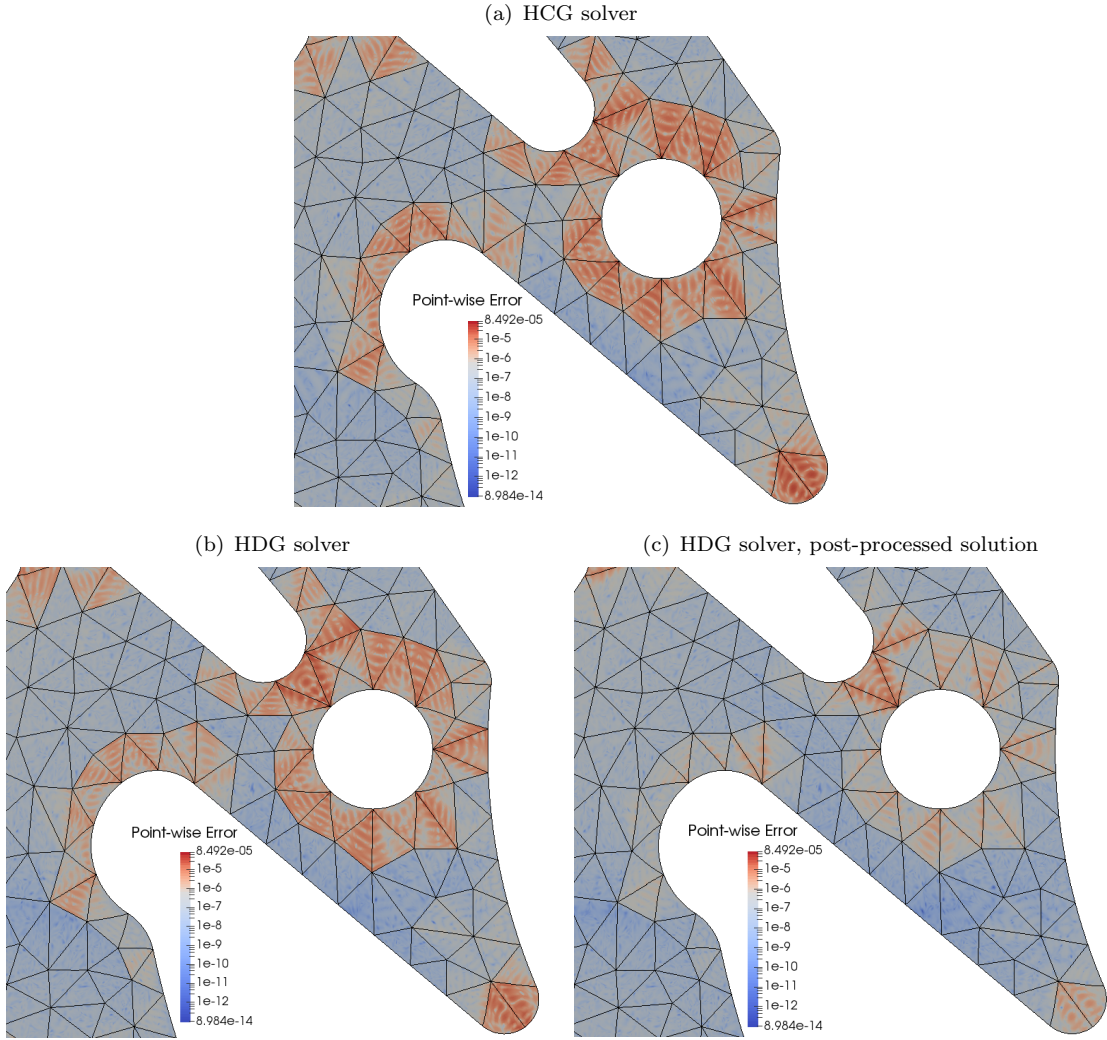 (a) HCG solver
Point-wise Error
8.492e-05
1e-5
1e-6
1e-7
1e-8
1e-9
1e-10
1e-11
1e-12
8.984e-14
(b) HDG solver
Point-wise Error
8.492e-05
1e-5
1e-6
1e-7
1e-8
1e-9
1e-10
1e-11
1e-12
8.984e-14
(c) HDG solver, post-processed solution
Point-wise Error
8.492e-05
1e-5
1e-6
1e-7
1e-8
1e-9
1e-10
1e-11
1e-12
8.984e-14